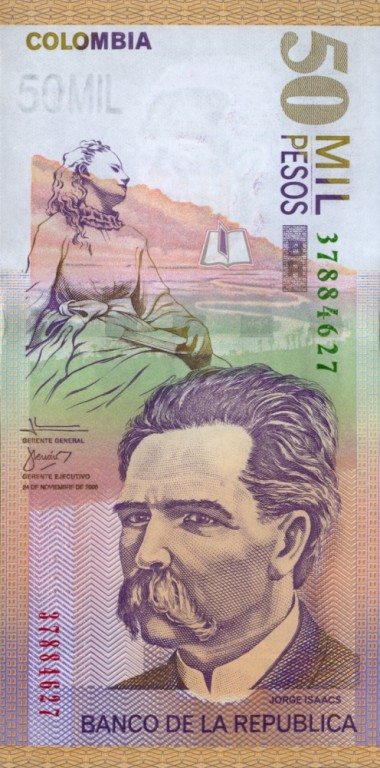 COLOMBIA
50 MIL
PESOS
50MIL
37884627
GERENTE GENERAL
GERENTE EJECUTIVO
24 DE NOVIEMBRE DE 2006
37884627
JORGE ISAACS
BANCO DE LA REPUBLICA